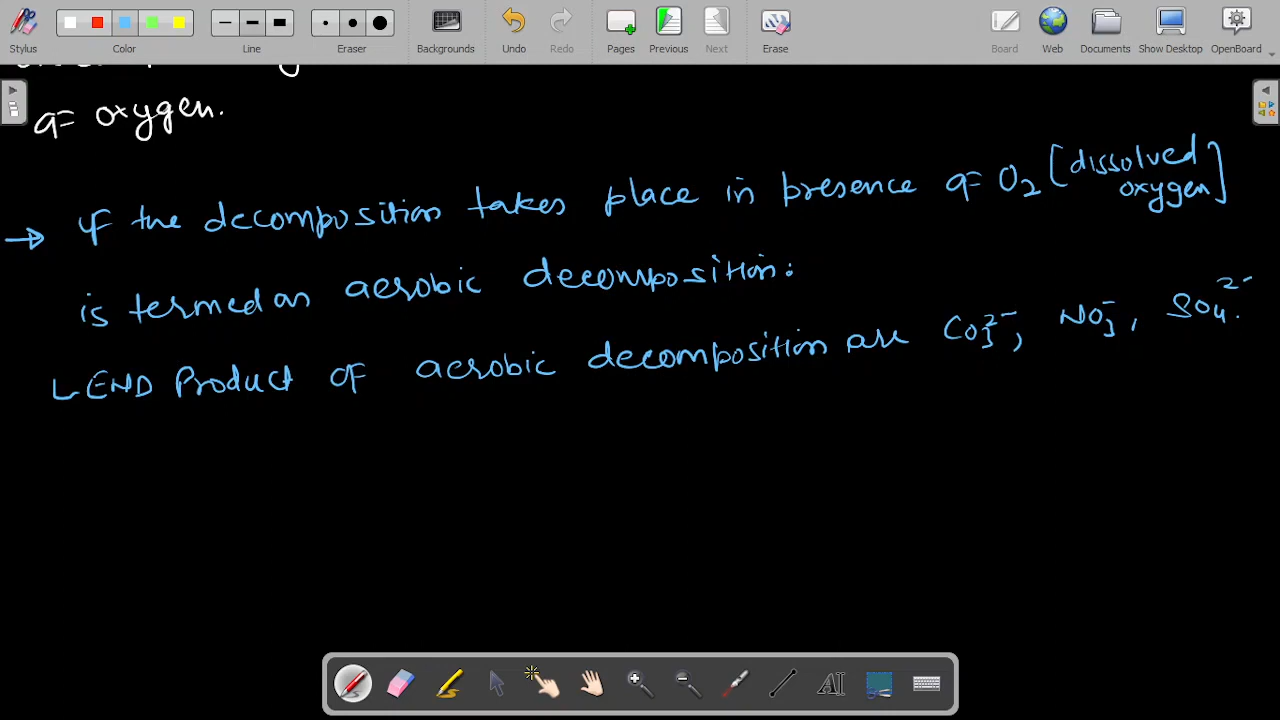 Stylus
Color
Line
Eraser
Backgrounds
Undo
Redo
Pages
Previous
Next
Erase
Board
Web
Documents
Show Desktop
OpenBoard
of oxygen.
→ if the decomposition takes place in presence of O₂ [dissolved oxygen]
is termed as aerobic decomposition.
END Product of aerobic decomposition are CO₃²⁻, NO₃⁻, SO₄²⁻.
AI